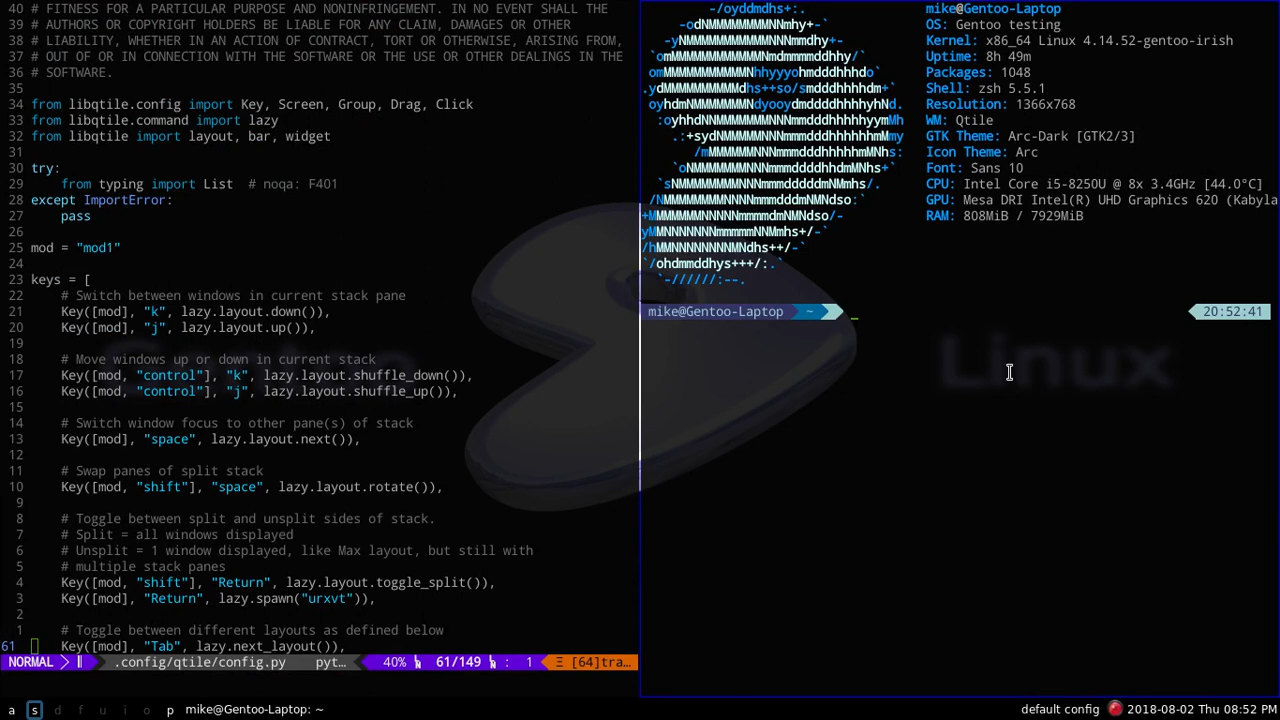 40 # FITNESS FOR A PARTICULAR PURPOSE AND NONINFRINGEMENT. IN NO EVENT SHALL THE
39 # AUTHORS OR COPYRIGHT HOLDERS BE LIABLE FOR ANY CLAIM, DAMAGES OR OTHER
38 # LIABILITY, WHETHER IN AN ACTION OF CONTRACT, TORT OR OTHERWISE, ARISING FROM,
37 # OUT OF OR IN CONNECTION WITH THE SOFTWARE OR THE USE OR OTHER DEALINGS IN THE
36 # SOFTWARE.
35
34 from libqtile.config import Key, Screen, Group, Drag, Click
33 from libqtile.command import lazy
32 from libqtile import layout, bar, widget
31
30 try:
29     from typing import List  # noqa: F401
28 except ImportError:
27     pass
26
25 mod = "mod1"
24
23 keys = [
22     # Switch between windows in current stack pane
21     Key([mod], "k", lazy.layout.down()),
20     Key([mod], "j", lazy.layout.up()),
19
18     # Move windows up or down in current stack
17     Key([mod, "control"], "k", lazy.layout.shuffle_down()),
16     Key([mod, "control"], "j", lazy.layout.shuffle_up()),
15
14     # Switch window focus to other pane(s) of stack
13     Key([mod], "space", lazy.layout.next()),
12
11     # Swap panes of split stack
10     Key([mod, "shift"], "space", lazy.layout.rotate()),
9
8     # Toggle between split and unsplit sides of stack.
7     # Split = all windows displayed
6     # Unsplit = 1 window displayed, like Max layout, but still with
5     # multiple stack panes
4     Key([mod, "shift"], "Return", lazy.layout.toggle_split()),
3     Key([mod], "Return", lazy.spawn("urxvt")),
2
1     # Toggle between different layouts as defined below
61     Key([mod], "Tab", lazy.next_layout()),
NORMAL .config/qtile/config.py pyt… 40% 61/149 : 1 Ξ [64]tra…
mike@Gentoo-Laptop
OS: Gentoo testing
Kernel: x86_64 Linux 4.14.52-gentoo-irish
Uptime: 8h 49m
Packages: 1048
Shell: zsh 5.5.1
Resolution: 1366x768
WM: Qtile
GTK Theme: Arc-Dark [GTK2/3]
Icon Theme: Arc
Font: Sans 10
CPU: Intel Core i5-8250U @ 8x 3.4GHz [44.0°C]
GPU: Mesa DRI Intel(R) UHD Graphics 620 (Kabyla
RAM: 808MiB / 7929MiB
mike@Gentoo-Laptop ~ 20:52:41
Gentoo Linux
a s d f u i o p mike@Gentoo-Laptop: ~ default config 2018-08-02 Thu 08:52 PM